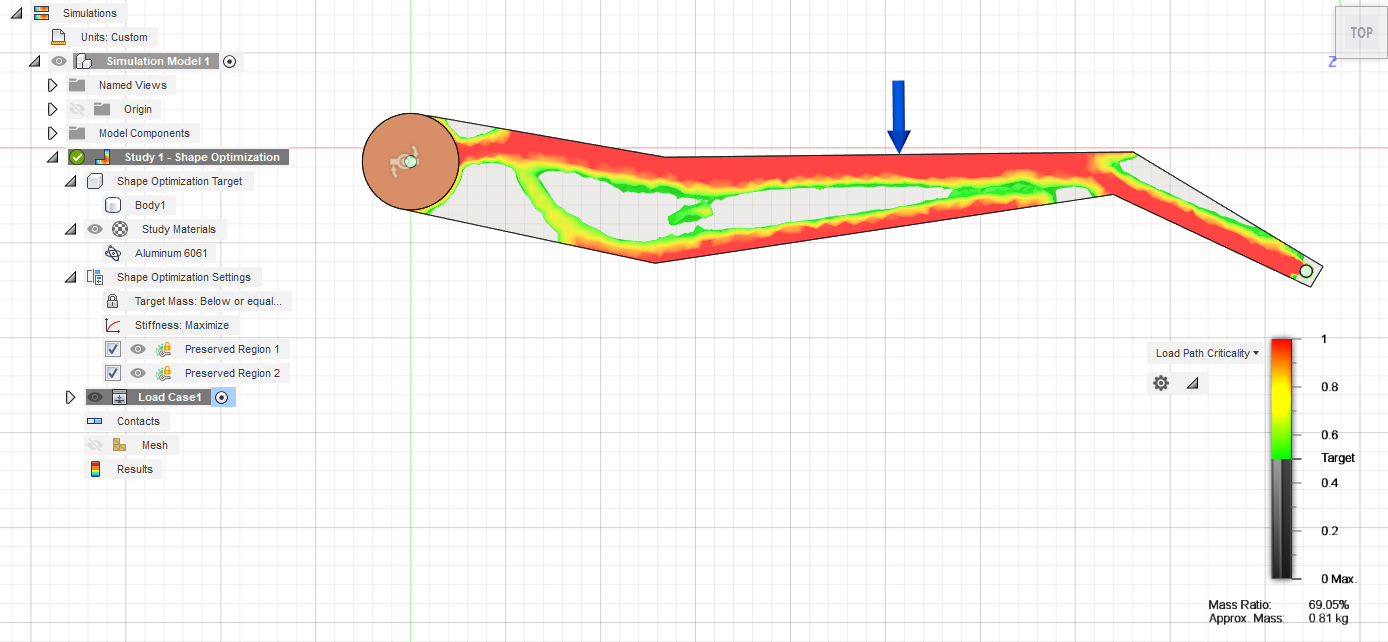 Simulations
Units: Custom
Simulation Model 1
Named Views
Origin
Model Components
Study 1 - Shape Optimization
Shape Optimization Target
Body1
Study Materials
Aluminum 6061
Shape Optimization Settings
Target Mass: Below or equal...
Stiffness: Maximize
Preserved Region 1
Preserved Region 2
Load Case1
Contacts
Mesh
Results
TOP
Z
Load Path Criticality
1
0.8
0.6
Target
0.4
0.2
0 Max.
Mass Ratio: 69.05%
Approx. Mass: 0.81 kg